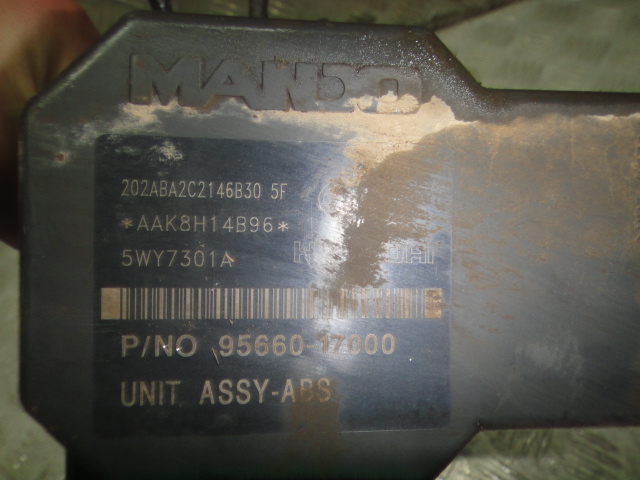 MANDO
202ABA2C2146B30 5F
*AAK8H14B96*
5WY7301A
P/NO 95660-17000
UNIT ASSY-ABS